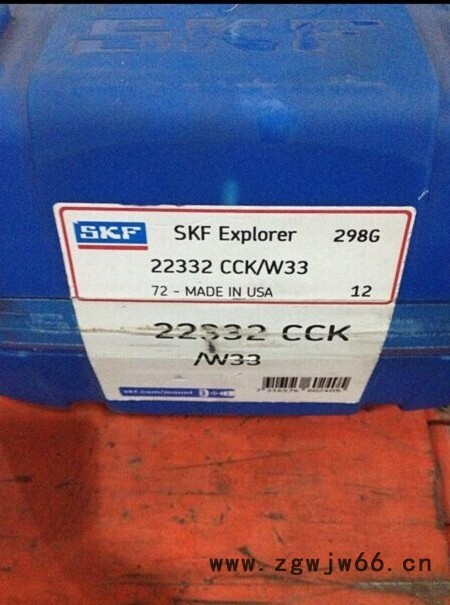 SKF
SKF SKF Explorer 298G
22332 CCK/W33
72 - MADE IN USA 12
22332 CCK
/W33
skf.com/mount
www.zgwjw66.cn